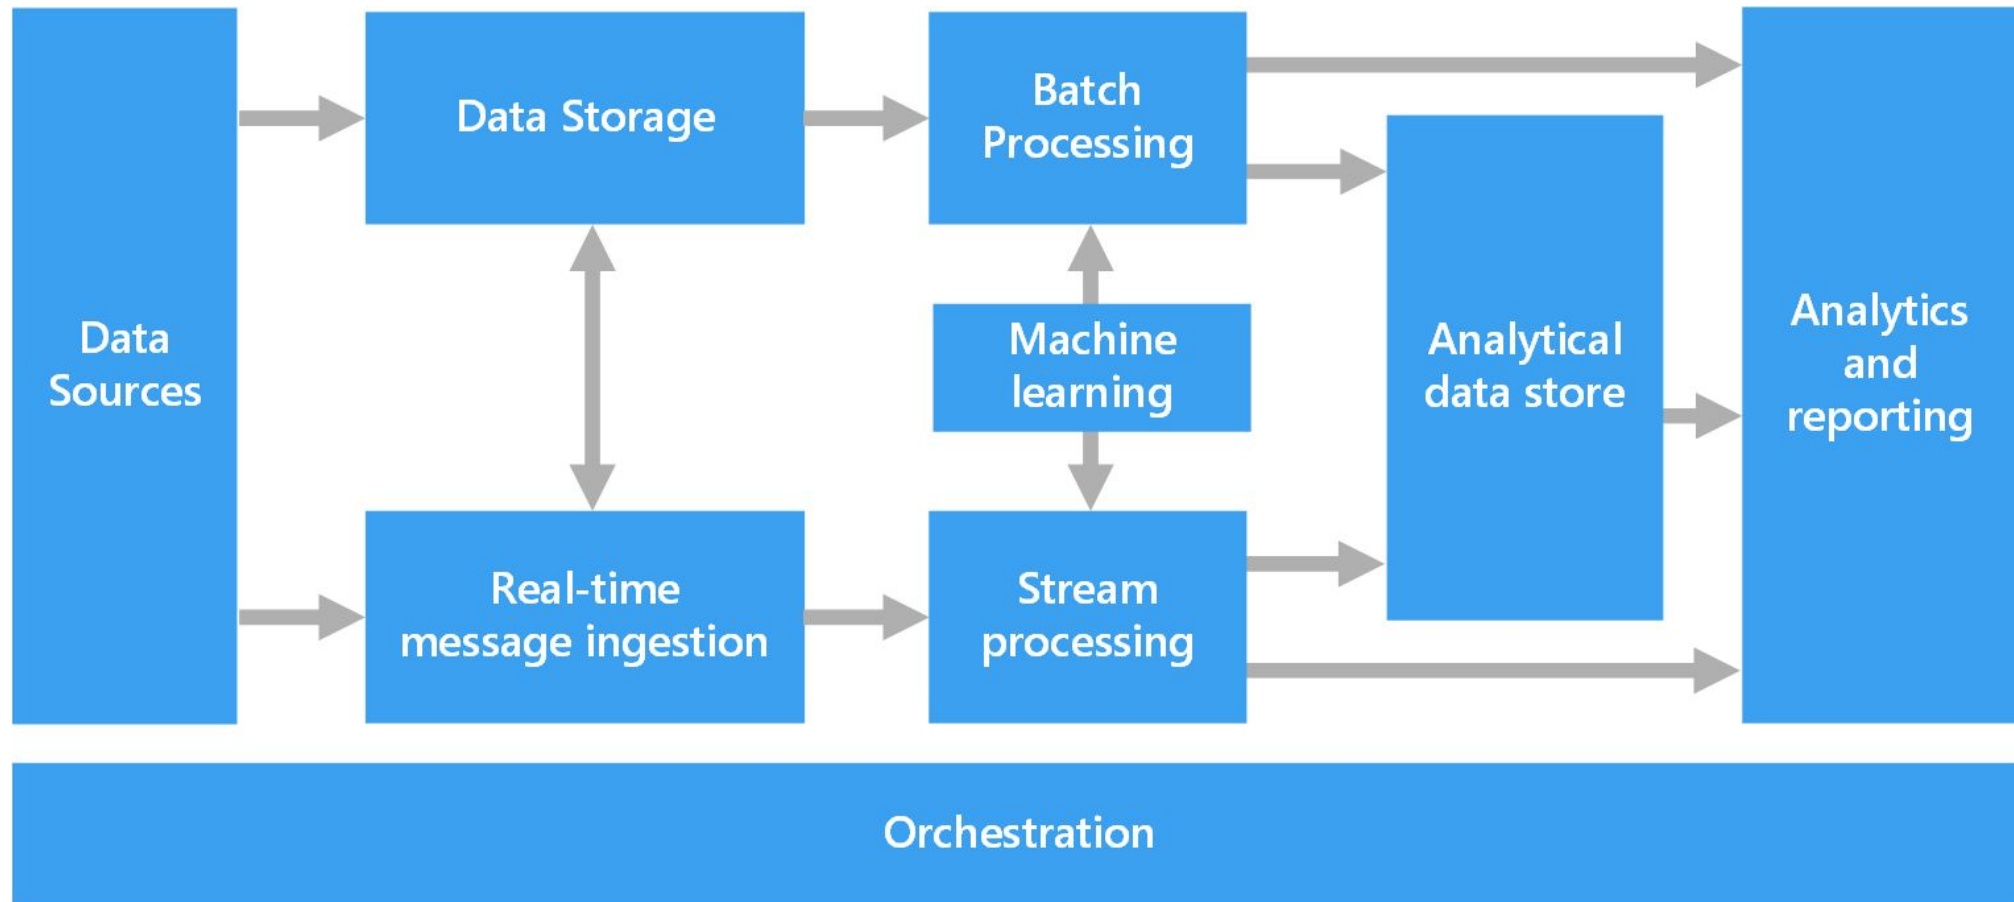 Data
Sources
Data Storage
Real-time
message ingestion
Batch
Processing
Machine
learning
Stream
processing
Analytical
data store
Analytics
and
reporting
Orchestration